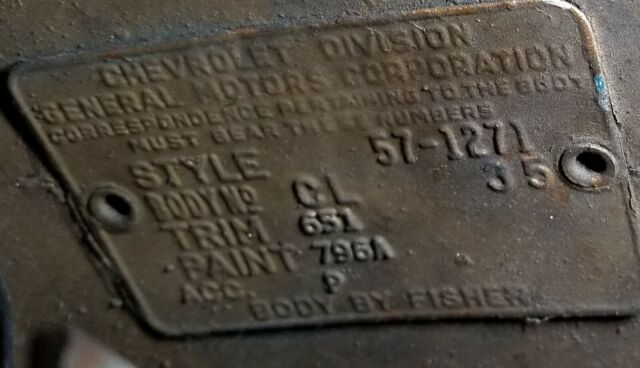 CHEVROLET DIVISION
GENERAL MOTORS CORPORATION
CORRESPONDENCE PERTAINING TO THE BODY
MUST BEAR THESE NUMBERS
STYLE 57-1271
BODY NO. CL 35
TRIM 651
PAINT 796A
ACC. P
BODY BY FISHER